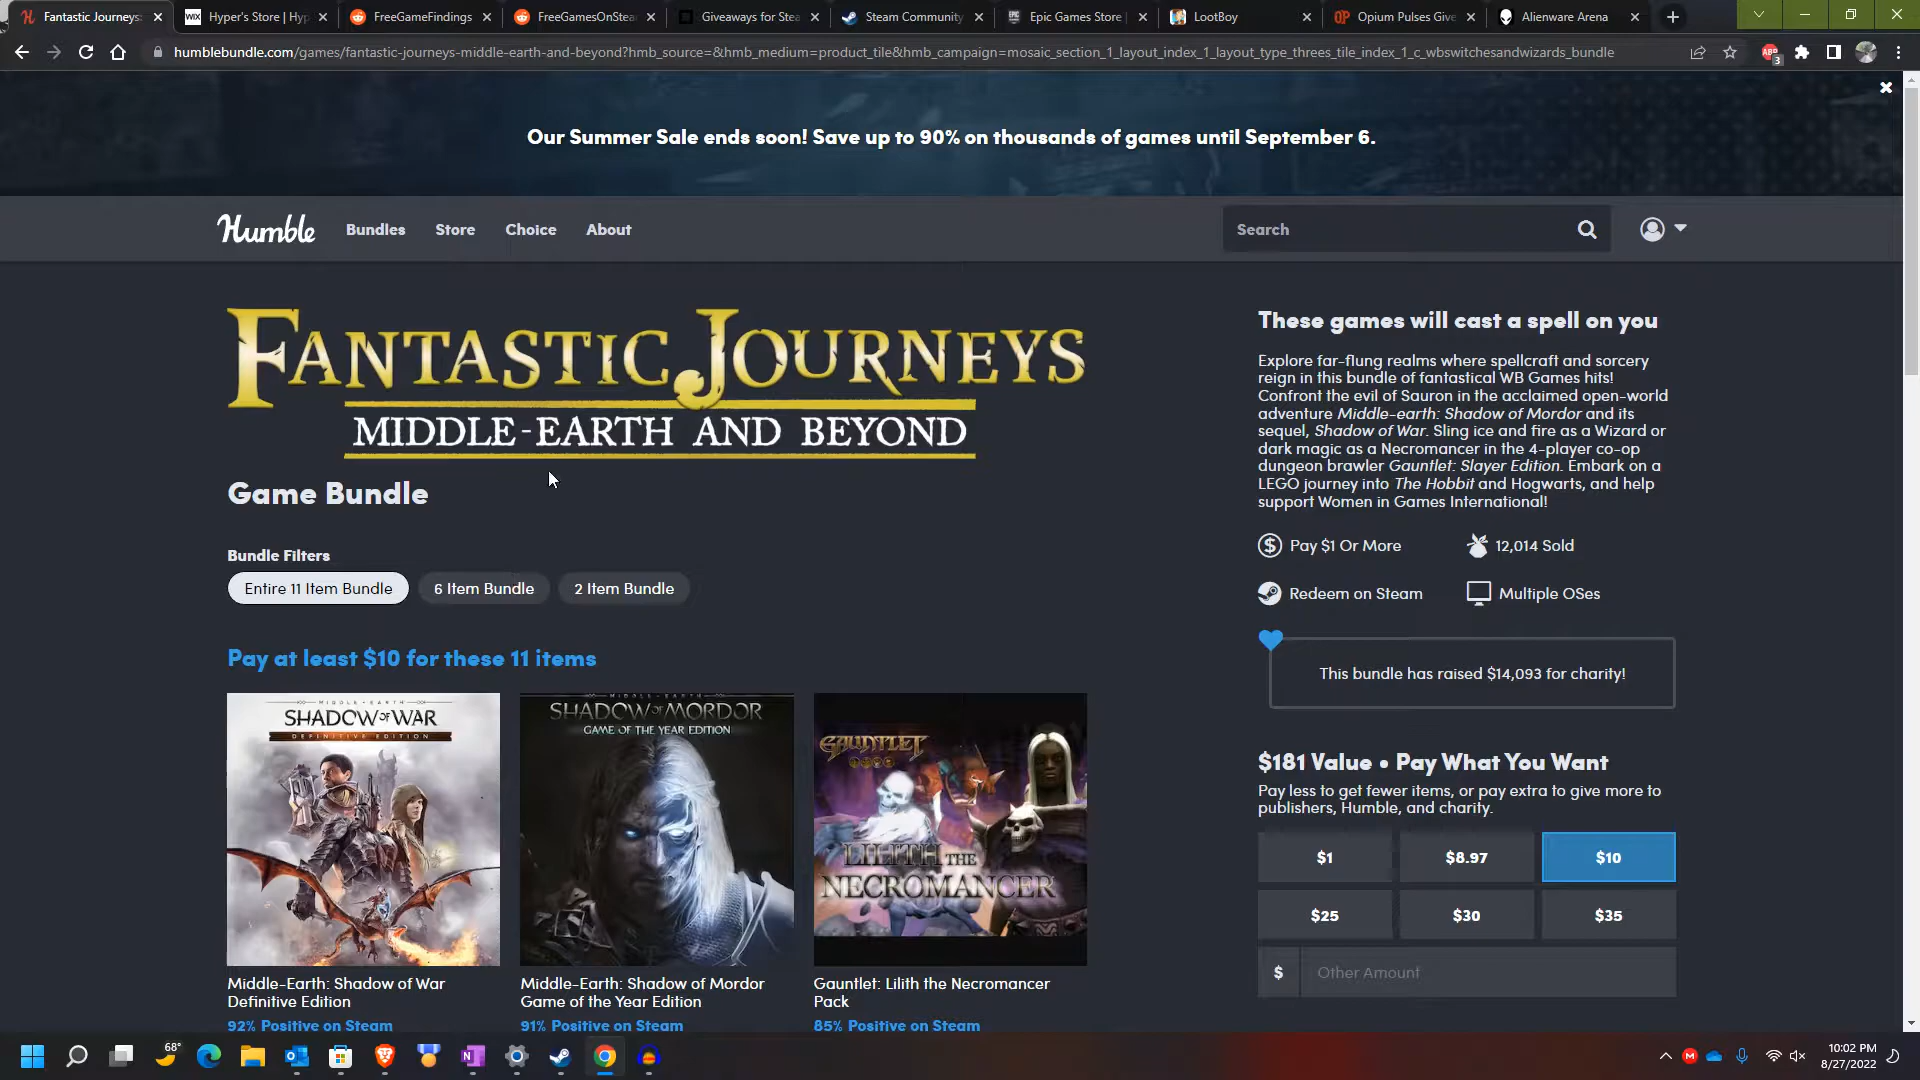 Fantastic Journeys:
Hyper's Store | Hyp
FreeGameFindings
FreeGamesOnStea
Giveaways for Stea
Steam Community
Epic Games Store |
LootBoy
Opium Pulses Give
Alienware Arena
humblebundle.com/games/fantastic-journeys-middle-earth-and-beyond?hmb_source=&hmb_medium=product_tile&hmb_campaign=mosaic_section_1_layout_index_1_layout_type_threes_tile_index_1_c_wbswitchesandwizards_bundle
Our Summer Sale ends soon! Save up to 90% on thousands of games until September 6.
Humble
Bundles
Store
Choice
About
Search
FANTASTIC JOURNEYS
MIDDLE-EARTH AND BEYOND
Game Bundle
Bundle Filters
Entire 11 Item Bundle
6 Item Bundle
2 Item Bundle
Pay at least $10 for these 11 items
MIDDLE-EARTH
SHADOW OF WAR
DEFINITIVE EDITION
MIDDLE-EARTH
SHADOW OF MORDOR
GAME OF THE YEAR EDITION
GAUNTLET
LILITH THE
NECROMANCER
Middle-Earth: Shadow of War
Definitive Edition
92% Positive on Steam
Middle-Earth: Shadow of Mordor
Game of the Year Edition
91% Positive on Steam
Gauntlet: Lilith the Necromancer
Pack
85% Positive on Steam
These games will cast a spell on you
Explore far-flung realms where spellcraft and sorcery
reign in this bundle of fantastical WB Games hits!
Confront the evil of Sauron in the acclaimed open-world
adventure Middle-earth: Shadow of Mordor and its
sequel, Shadow of War. Sling ice and fire as a Wizard or
dark magic as a Necromancer in the 4-player co-op
dungeon brawler Gauntlet: Slayer Edition. Embark on a
LEGO journey into The Hobbit and Hogwarts, and help
support Women in Games International!
Pay $1 Or More
12,014 Sold
Redeem on Steam
Multiple OSes
This bundle has raised $14,093 for charity!
$181 Value • Pay What You Want
Pay less to get fewer items, or pay extra to give more to
publishers, Humble, and charity.
$1
$8.97
$10
$25
$30
$35
$
Other Amount
68°
10:02 PM
8/27/2022